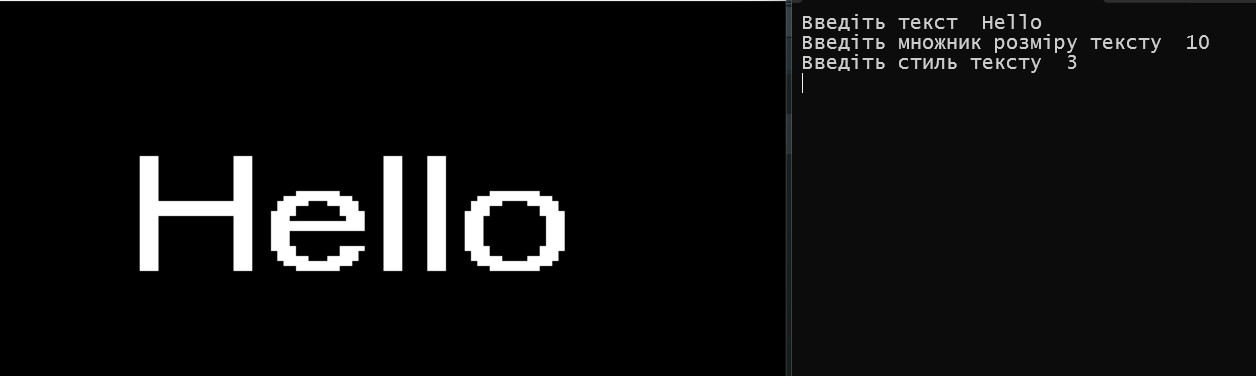 Hello
Введіть текст  Hello
Введіть множник розміру тексту  10
Введіть стиль тексту  3